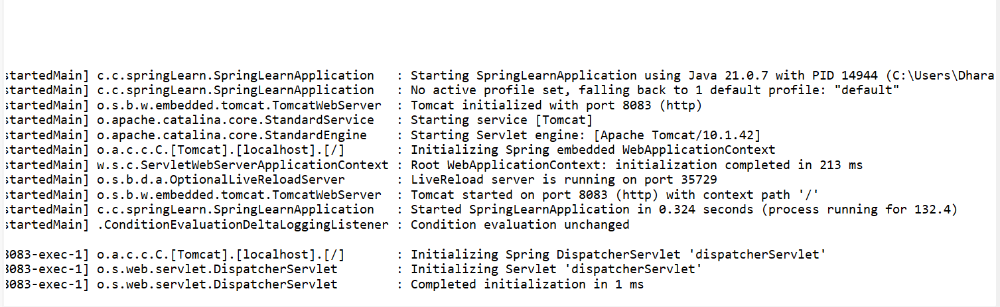 startedMain] c.c.springLearn.SpringLearnApplication   : Starting SpringLearnApplication using Java 21.0.7 with PID 14944 (C:\Users\Dhara
startedMain] c.c.springLearn.SpringLearnApplication   : No active profile set, falling back to 1 default profile: "default"
startedMain] o.s.b.w.embedded.tomcat.TomcatWebServer  : Tomcat initialized with port 8083 (http)
startedMain] o.apache.catalina.core.StandardService   : Starting service [Tomcat]
startedMain] o.apache.catalina.core.StandardEngine    : Starting Servlet engine: [Apache Tomcat/10.1.42]
startedMain] o.a.c.c.C.[Tomcat].[localhost].[/]       : Initializing Spring embedded WebApplicationContext
startedMain] w.s.c.ServletWebServerApplicationContext : Root WebApplicationContext: initialization completed in 213 ms
startedMain] o.s.b.d.a.OptionalLiveReloadServer       : LiveReload server is running on port 35729
startedMain] o.s.b.w.embedded.tomcat.TomcatWebServer  : Tomcat started on port 8083 (http) with context path '/'
startedMain] c.c.springLearn.SpringLearnApplication   : Started SpringLearnApplication in 0.324 seconds (process running for 132.4)
startedMain] .ConditionEvaluationDeltaLoggingListener : Condition evaluation unchanged
8083-exec-1] o.a.c.c.C.[Tomcat].[localhost].[/]       : Initializing Spring DispatcherServlet 'dispatcherServlet'
8083-exec-1] o.s.web.servlet.DispatcherServlet        : Initializing Servlet 'dispatcherServlet'
8083-exec-1] o.s.web.servlet.DispatcherServlet        : Completed initialization in 1 ms